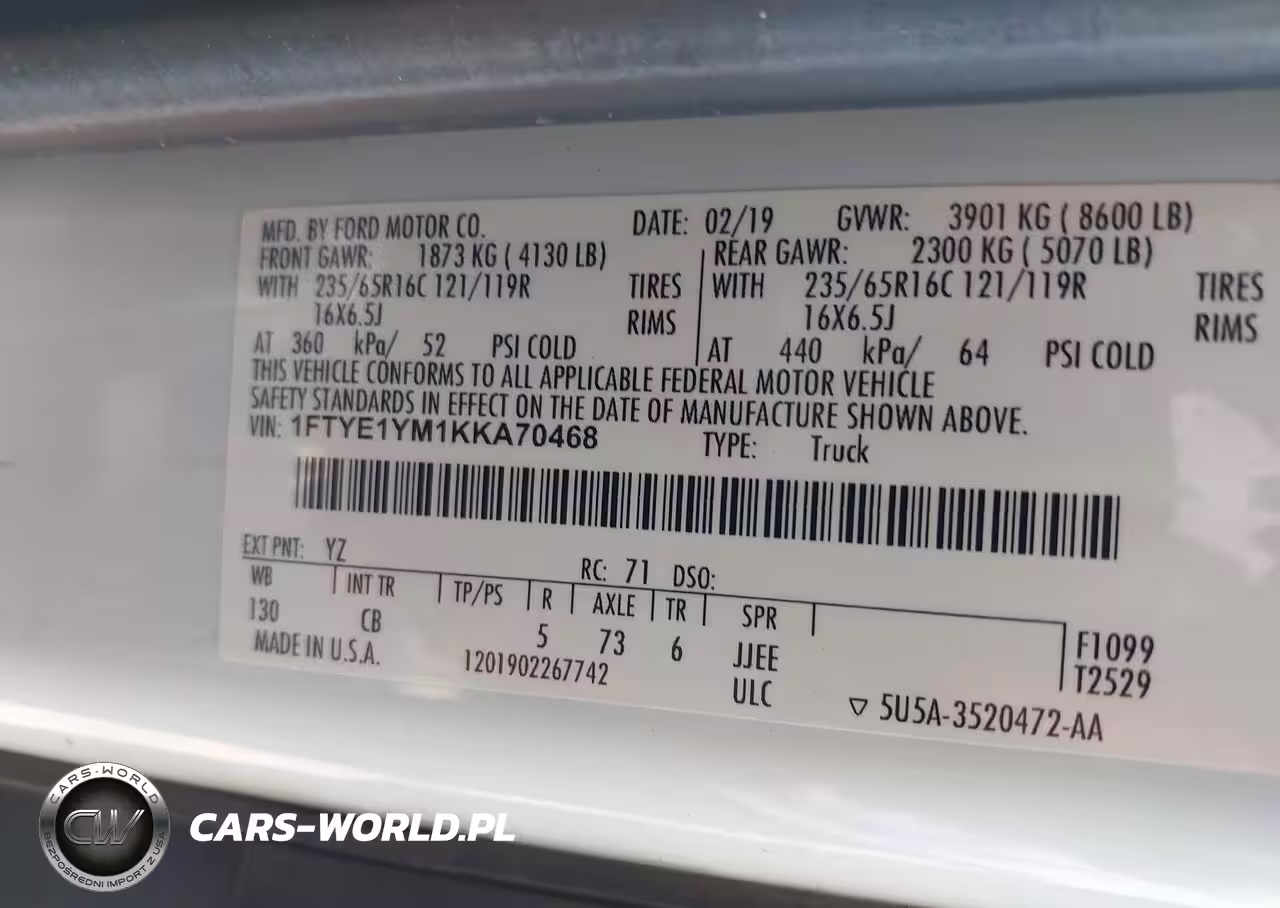 MFD. BY FORD MOTOR CO. DATE: 02/19 GVWR: 3901 KG ( 8600 LB)
FRONT GAWR: 1873 KG ( 4130 LB) REAR GAWR: 2300 KG ( 5070 LB)
WITH 235/65R16C 121/119R TIRES WITH 235/65R16C 121/119R TIRES
16X6.5J RIMS 16X6.5J RIMS
AT 360 kPa/ 52 PSI COLD AT 440 kPa/ 64 PSI COLD
THIS VEHICLE CONFORMS TO ALL APPLICABLE FEDERAL MOTOR VEHICLE
SAFETY STANDARDS IN EFFECT ON THE DATE OF MANUFACTURE SHOWN ABOVE.
VIN: 1FTYE1YM1KKA70468 TYPE: Truck
EXT PNT: YZ RC: 71 DSO:
WB INT TR TP/PS R AXLE TR SPR
130 CB 5 73 6 JJEE F1099
MADE IN U.S.A. 1201902267742 ULC T2529
▽ 5U5A-3520472-AA
CARS-WORLD
CW
BEZPOŚREDNI IMPORT Z USA
CARS-WORLD.PL